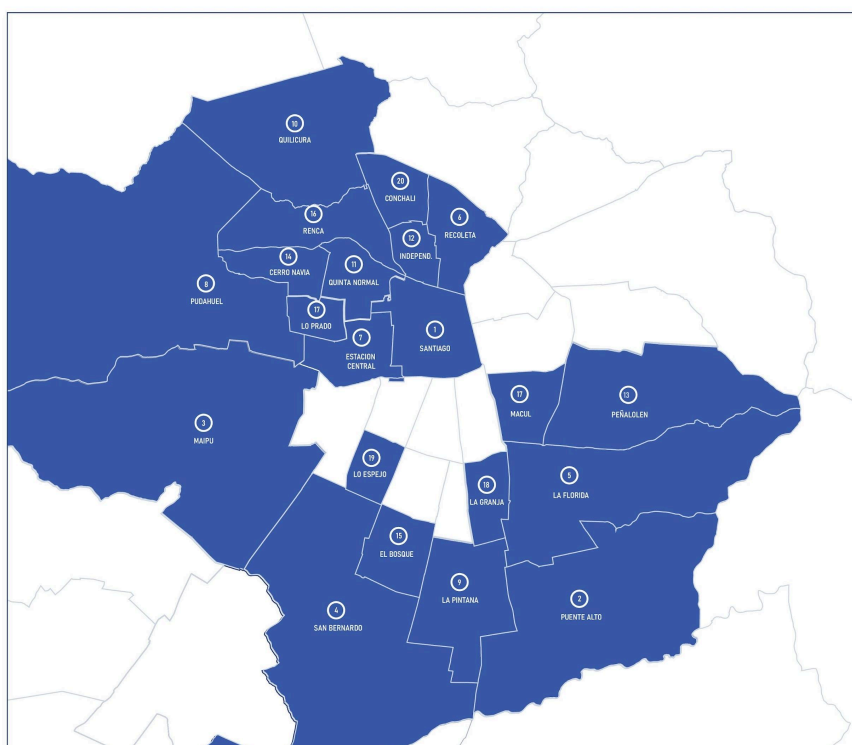 10
QUILICURA
20
CONCHALI
16
RENCA
6
RECOLETA
12
INDEPEND.
14
CERRO NAVIA
11
QUINTA NORMAL
8
PUDAHUEL
17
LO PRADO
7
ESTACION
CENTRAL
1
SANTIAGO
17
MACUL
13
PEÑALOLEN
3
MAIPU
19
LO ESPEJO
18
LA GRANJA
5
LA FLORIDA
15
EL BOSQUE
9
LA PINTANA
2
PUENTE ALTO
4
SAN BERNARDO